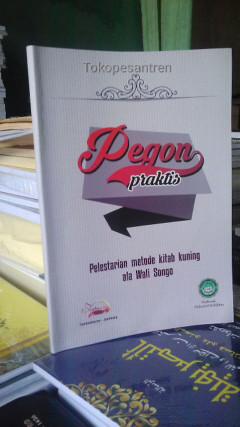 Tokopesantren
Pegon
praktis
Pelestarian metode kitab kuning
ala Wali Songo